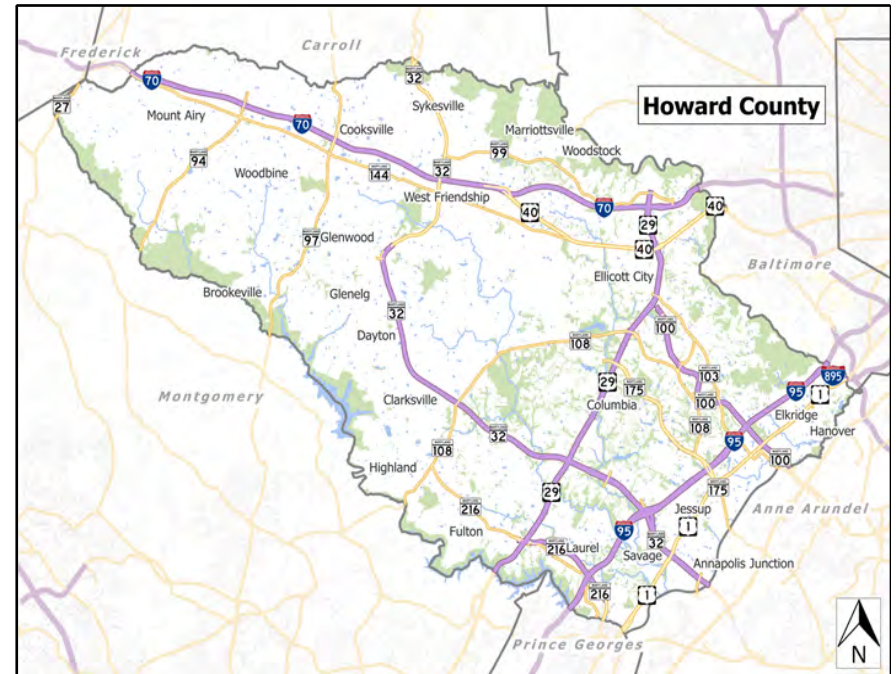 Frederick
Carroll
Howard County
70
32
27
Mount Airy
Sykesville
70
Cooksville
Marriottsville
94
99
Woodstock
Woodbine
144
32
West Friendship
70
40
40
29
97
Glenwood
40
Ellicott City
Baltimore
Brookeville
Glenelg
32
Dayton
100
108
Montgomery
29
175
103
95
895
1
Clarksville
Columbia
100
Elkridge
Hanover
108
32
108
95
100
Highland
29
175
Anne Arundel
216
Jessup
Fulton
95
1
216
Laurel
Savage
32
Annapolis Junction
216
1
Prince Georges
N